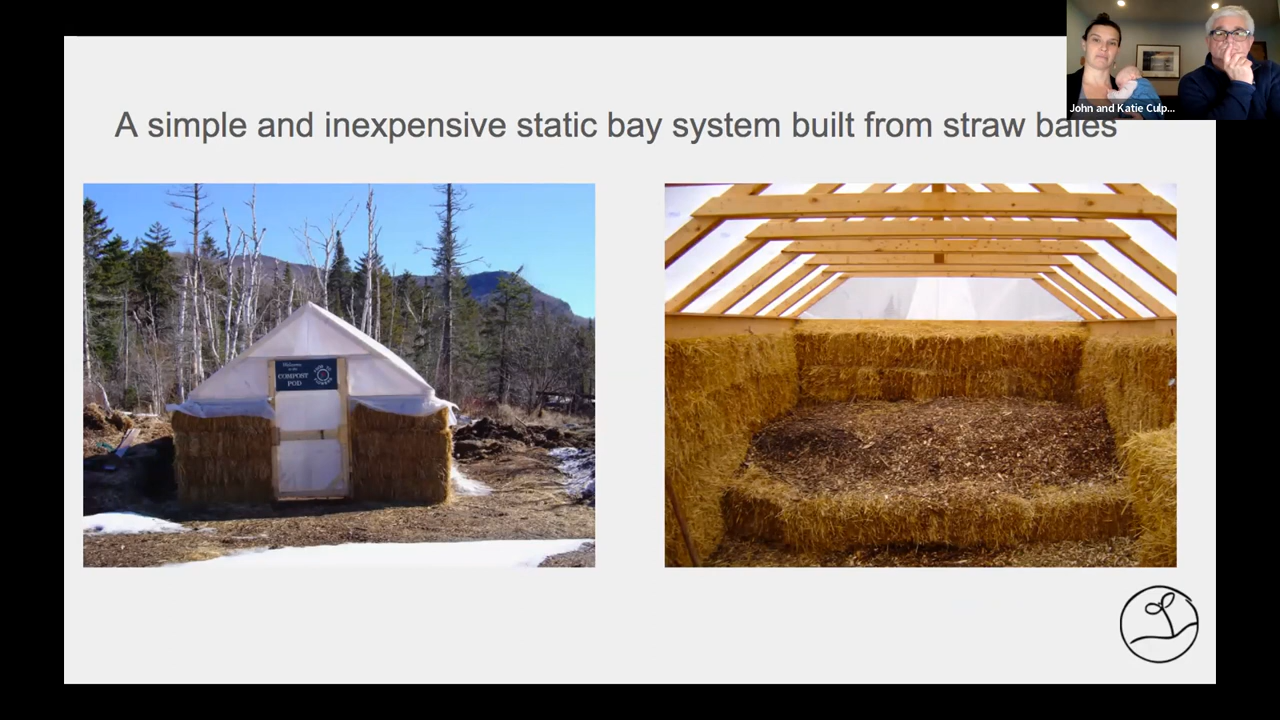 John and Katie Culp...
A simple and inexpensive static bay system built from straw bales
Welcome
to the
COMPOST
POD